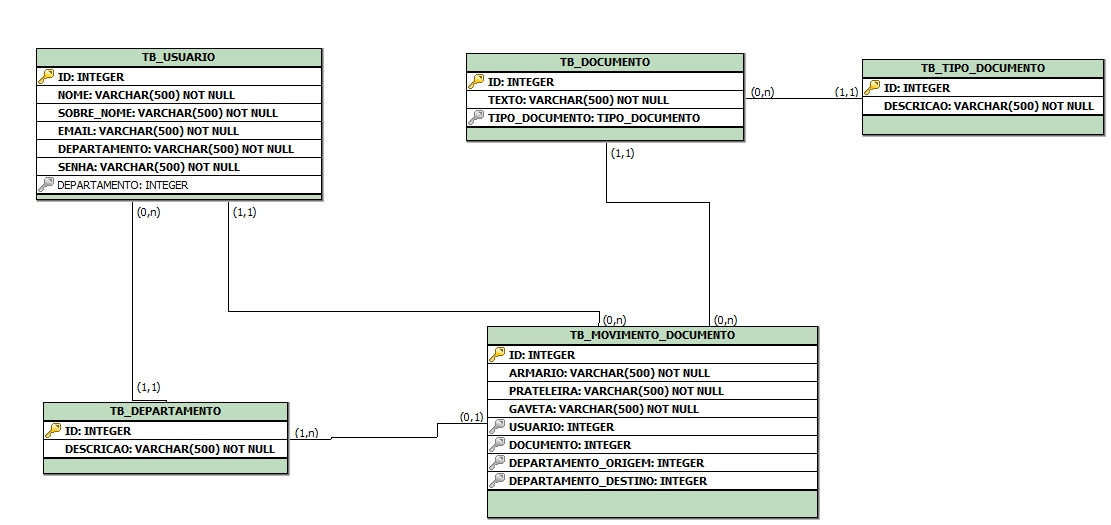 TB_USUARIO
ID: INTEGER
NOME: VARCHAR(500) NOT NULL
SOBRE_NOME: VARCHAR(500) NOT NULL
EMAIL: VARCHAR(500) NOT NULL
DEPARTAMENTO: VARCHAR(500) NOT NULL
SENHA: VARCHAR(500) NOT NULL
DEPARTAMENTO: INTEGER
TB_DOCUMENTO
ID: INTEGER
TEXTO: VARCHAR(500) NOT NULL
TIPO_DOCUMENTO: TIPO_DOCUMENTO
(0,n)
(1,1)
TB_TIPO_DOCUMENTO
ID: INTEGER
DESCRICAO: VARCHAR(500) NOT NULL
(1,1)
(0,n)
(1,1)
(0,n)
(0,n)
(1,1)
TB_DEPARTAMENTO
ID: INTEGER
DESCRICAO: VARCHAR(500) NOT NULL
(1,n)
(0,1)
TB_MOVIMENTO_DOCUMENTO
ID: INTEGER
ARMARIO: VARCHAR(500) NOT NULL
PRATELEIRA: VARCHAR(500) NOT NULL
GAVETA: VARCHAR(500) NOT NULL
USUARIO: INTEGER
DOCUMENTO: INTEGER
DEPARTAMENTO_ORIGEM: INTEGER
DEPARTAMENTO_DESTINO: INTEGER